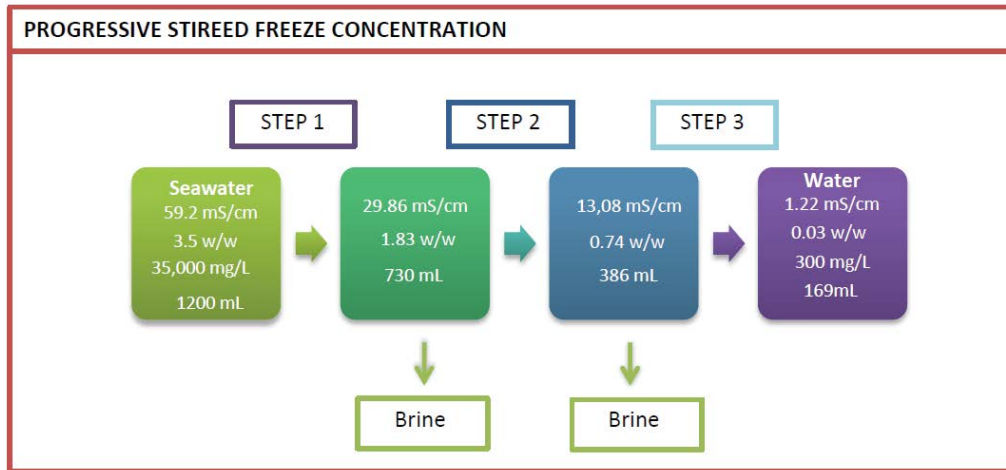 PROGRESSIVE STIREED FREEZE CONCENTRATION
STEP 1
STEP 2
STEP 3
Seawater
59.2 mS/cm
3.5 w/w
35,000 mg/L
1200 mL
29.86 mS/cm
1.83 w/w
730 mL
13,08 mS/cm
0.74 w/w
386 mL
Water
1.22 mS/cm
0.03 w/w
300 mg/L
169mL
Brine
Brine